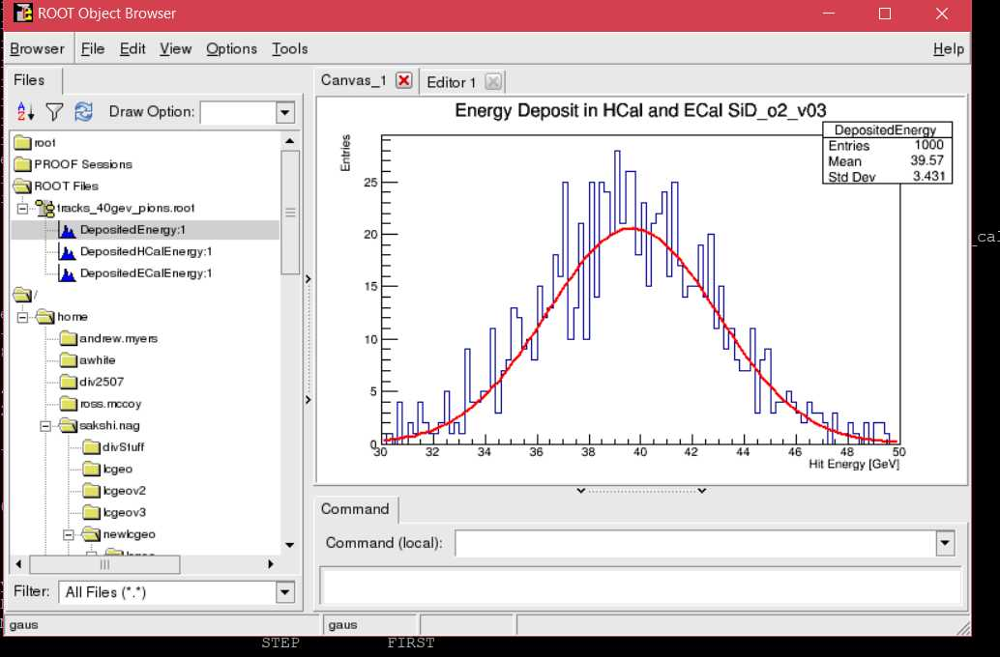 ROOT Object Browser
Browser File Edit View Options Tools Help
Files
Draw Option:
root
PROOF Sessions
ROOT Files
tracks_40gev_pions.root
DepositedEnergy;1
DepositedHCalEnergy;1
DepositedECalEnergy;1
/
home
andrew.myers
awhite
div2507
ross.mccoy
sakshi.nag
divStuff
lcgeo
lcgeov2
lcgeov3
newlcgeo
Filter: All Files (*.*)
Canvas_1 Editor 1
Energy Deposit in HCal and ECal SiD_o2_v03
DepositedEnergy
Entries 1000
Mean 39.57
Std Dev 3.431
Entries
25
20
15
10
5
0
30 32 34 36 38 40 42 44 46 48 50
Hit Energy [GeV]
Command
Command (local):
gaus gaus
_cal
STEP FIRST